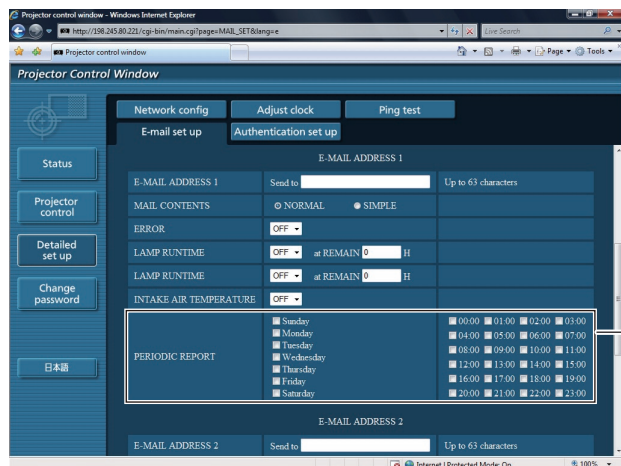 Projector control window - Windows Internet Explorer
http://198.245.80.221/cgi-bin/main.cgi?page=MAIL_SET&lang=e
Live Search
Projector control window
Page
Tools
Projector Control Window
Network config
Adjust clock
Ping test
E-mail set up
Authentication set up
Status
Projector control
Detailed set up
Change password
日本語
E-MAIL ADDRESS 1
E-MAIL ADDRESS 1 Send to Up to 63 characters
MAIL CONTENTS NORMAL SIMPLE
ERROR OFF
LAMP RUNTIME OFF at REMAIN 0 H
LAMP RUNTIME OFF at REMAIN 0 H
INTAKE AIR TEMPERATURE OFF
PERIODIC REPORT
Sunday
Monday
Tuesday
Wednesday
Thursday
Friday
Saturday
00:00 01:00 02:00 03:00
04:00 05:00 06:00 07:00
08:00 09:00 10:00 11:00
12:00 13:00 14:00 15:00
16:00 17:00 18:00 19:00
20:00 21:00 22:00 23:00
E-MAIL ADDRESS 2
E-MAIL ADDRESS 2 Send to Up to 63 characters
Internet | Protected Mode: On
100%